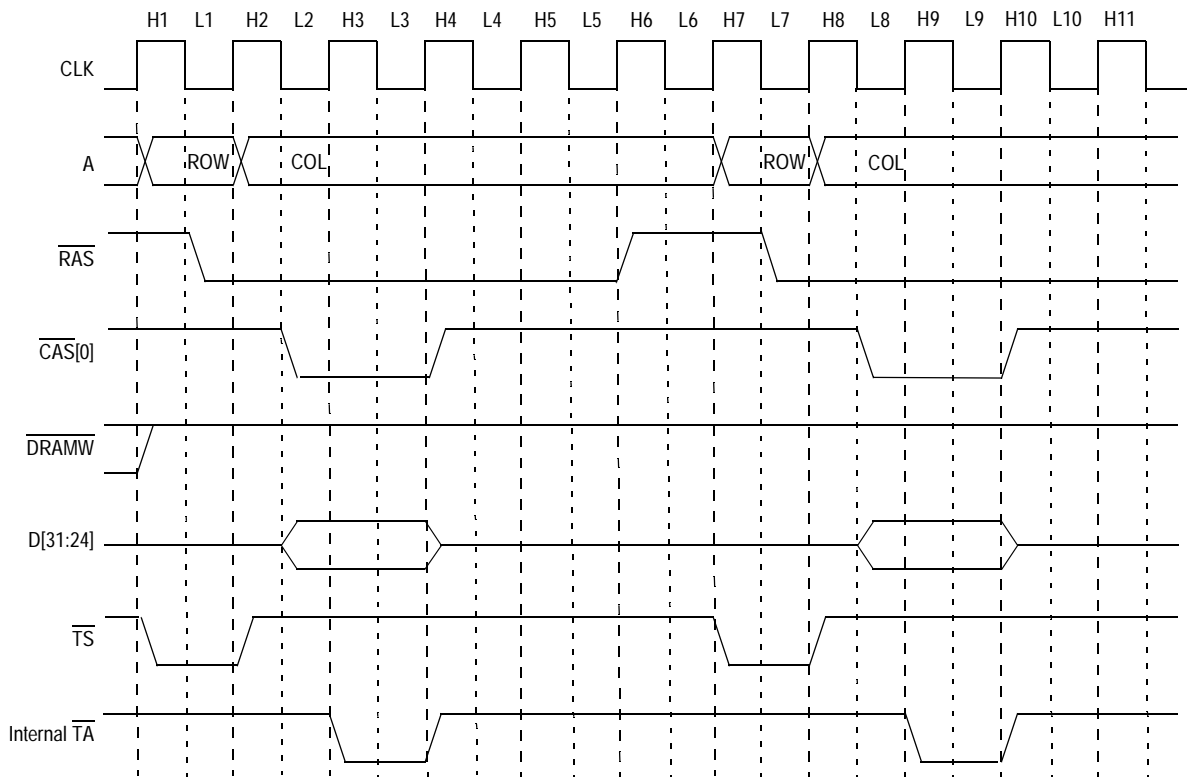 H1 L1 H2 L2 H3 L3 H4 L4 H5 L5 H6 L6 H7 L7 H8 L8 H9 L9 H10 L10 H11
CLK
A ROW COL ROW COL
RAS
CAS[0]
DRAMW
D[31:24]
TS
Internal TA